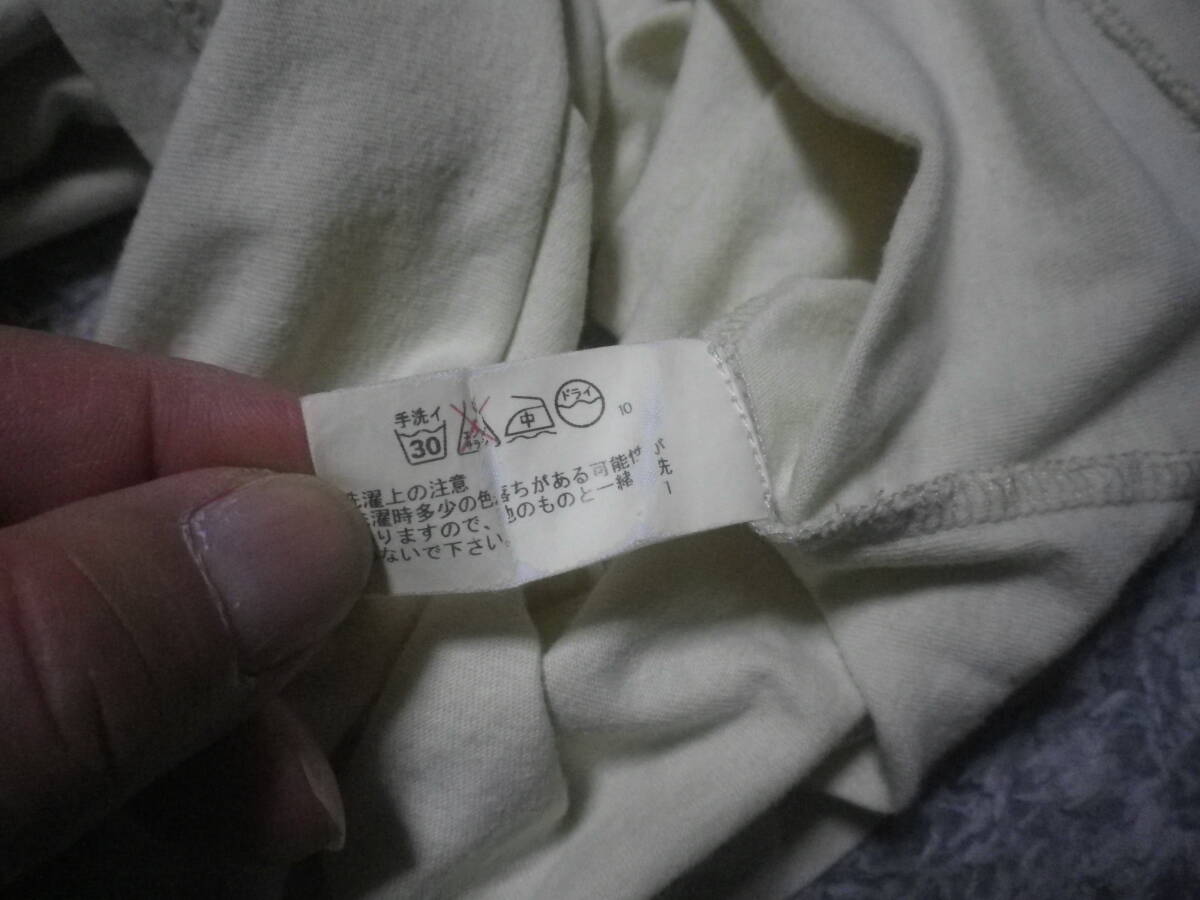 手洗イ
30
中
ドライ
10
洗濯上の注意
洗濯時多少の色落ちがある可能性が
りますので、他のものと一緒 先
ないで下さい。